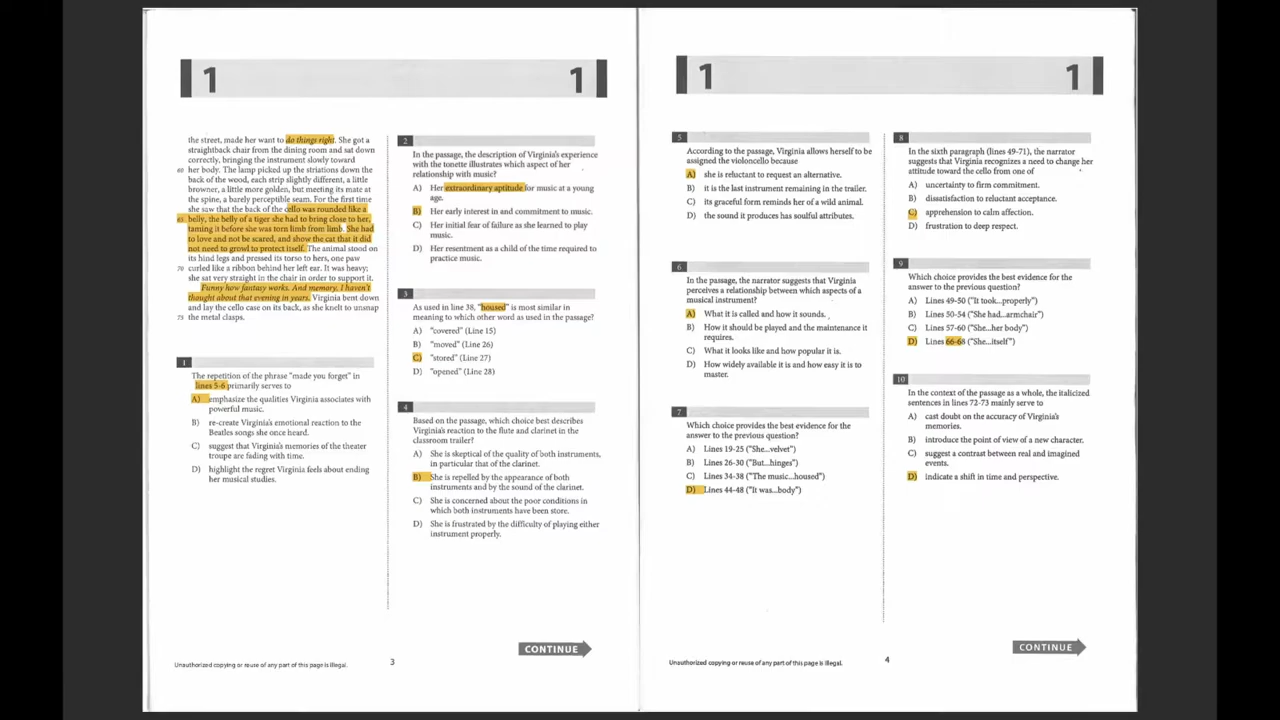 1 1
the street, made her want to do things right. She got a
straightback chair from the dining room and sat down
correctly, bringing the instrument slowly toward
60 her body. The lamp picked up the striations down the
back of the wood, each strip slightly different, a little
browner, a little more golden, but meeting its mate at
the spine, a barely perceptible seam. For the first time
she saw that the back of the cello was rounded like a
65 belly, the belly of a tiger she had to bring close to her,
taming it before she was torn limb from limb. She had
to love and not be scared, and show the cat that it did
not need to growl to protect itself. The animal stood on
its hind legs and pressed its torso to hers, one paw
70 curled like a ribbon behind her left ear. It was heavy;
she sat very straight in the chair in order to support it.
Funny how fantasy works. And memory. I haven't
thought about that evening in years. Virginia bent down
and lay the cello case on its back, as she knelt to unsnap
75 the metal clasps.
1
The repetition of the phrase "made you forget" in
lines 5-6 primarily serves to
A) emphasize the qualities Virginia associates with
powerful music.
B) re-create Virginia's emotional reaction to the
Beatles songs she once heard.
C) suggest that Virginia's memories of the theater
troupe are fading with time.
D) highlight the regret Virginia feels about ending
her musical studies.
2
In the passage, the description of Virginia's experience
with the tonette illustrates which aspect of her
relationship with music?
A) Her extraordinary aptitude for music at a young
age.
B) Her early interest in and commitment to music.
C) Her initial fear of failure as she learned to play
music.
D) Her resentment as a child of the time required to
practice music.
3
As used in line 38, "housed" is most similar in
meaning to which other word as used in the passage?
A) "covered" (Line 15)
B) "moved" (Line 26)
C) "stored" (Line 27)
D) "opened" (Line 28)
4
Based on the passage, which choice best describes
Virginia's reaction to the flute and clarinet in the
classroom trailer?
A) She is skeptical of the quality of both instruments,
in particular that of the clarinet.
B) She is repelled by the appearance of both
instruments and by the sound of the clarinet.
C) She is concerned about the poor conditions in
which both instruments have been store.
D) She is frustrated by the difficulty of playing either
instrument properly.
CONTINUE
Unauthorized copying or reuse of any part of this page is illegal.
3
1 1
5
According to the passage, Virginia allows herself to be
assigned the violoncello because
A) she is reluctant to request an alternative.
B) it is the last instrument remaining in the trailer.
C) its graceful form reminds her of a wild animal.
D) the sound it produces has soulful attributes.
6
In the passage, the narrator suggests that Virginia
perceives a relationship between which aspects of a
musical instrument?
A) What it is called and how it sounds.
B) How it should be played and the maintenance it
requires.
C) What it looks like and how popular it is.
D) How widely available it is and how easy it is to
master.
7
Which choice provides the best evidence for the
answer to the previous question?
A) Lines 19-25 ("She...velvet")
B) Lines 26-30 ("But...hinges")
C) Lines 34-38 ("The music...housed")
D) Lines 44-48 ("It was...body")
8
In the sixth paragraph (lines 49-71), the narrator
suggests that Virginia recognizes a need to change her
attitude toward the cello from one of
A) uncertainty to firm commitment.
B) dissatisfaction to reluctant acceptance.
C) apprehension to calm affection.
D) frustration to deep respect.
9
Which choice provides the best evidence for the
answer to the previous question?
A) Lines 49-50 ("It took...properly")
B) Lines 50-54 ("She had...armchair")
C) Lines 57-60 ("She...her body")
D) Lines 66-68 ("She...itself")
10
In the context of the passage as a whole, the italicized
sentences in lines 72-73 mainly serve to
A) cast doubt on the accuracy of Virginia's
memories.
B) introduce the point of view of a new character.
C) suggest a contrast between real and imagined
events.
D) indicate a shift in time and perspective.
CONTINUE
Unauthorized copying or reuse of any part of this page is illegal.
4